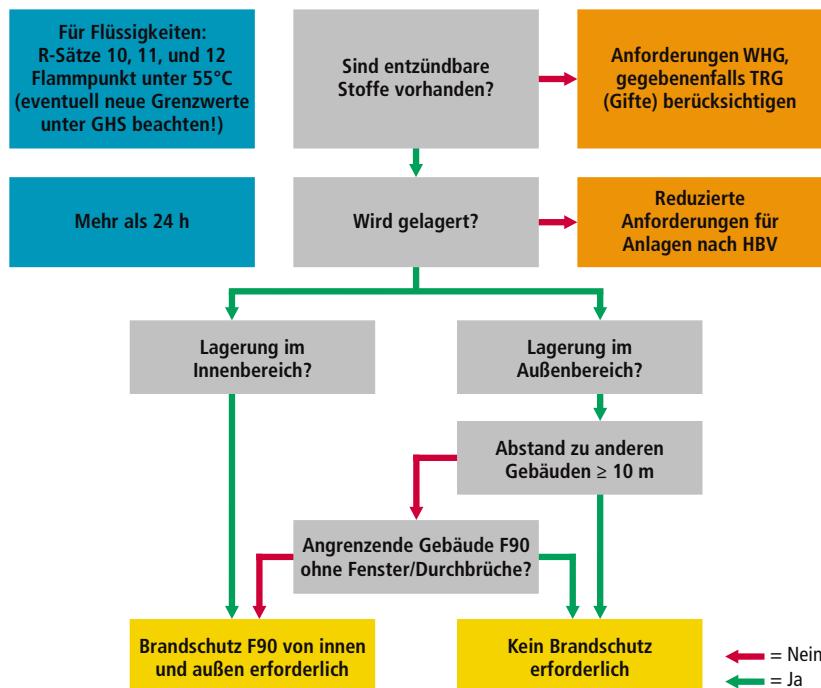 Für Flüssigkeiten:
R-Sätze 10, 11, und 12
Flammpunkt unter 55°C
(eventuell neue Grenzwerte
unter GHS beachten!)
Sind entzündbare
Stoffe vorhanden?
Anforderungen WHG,
gegebenenfalls TRG
(Gifte) berücksichtigen
Mehr als 24 h
Wird gelagert?
Reduzierte
Anforderungen für
Anlagen nach HBV
Lagerung im
Innenbereich?
Lagerung im
Außenbereich?
Abstand zu anderen
Gebäuden ≥ 10 m
Angrenzende Gebäude F90
ohne Fenster/Durchbrüche?
Brandschutz F90 von innen
und außen erforderlich
Kein Brandschutz
erforderlich
= Nein
= Ja